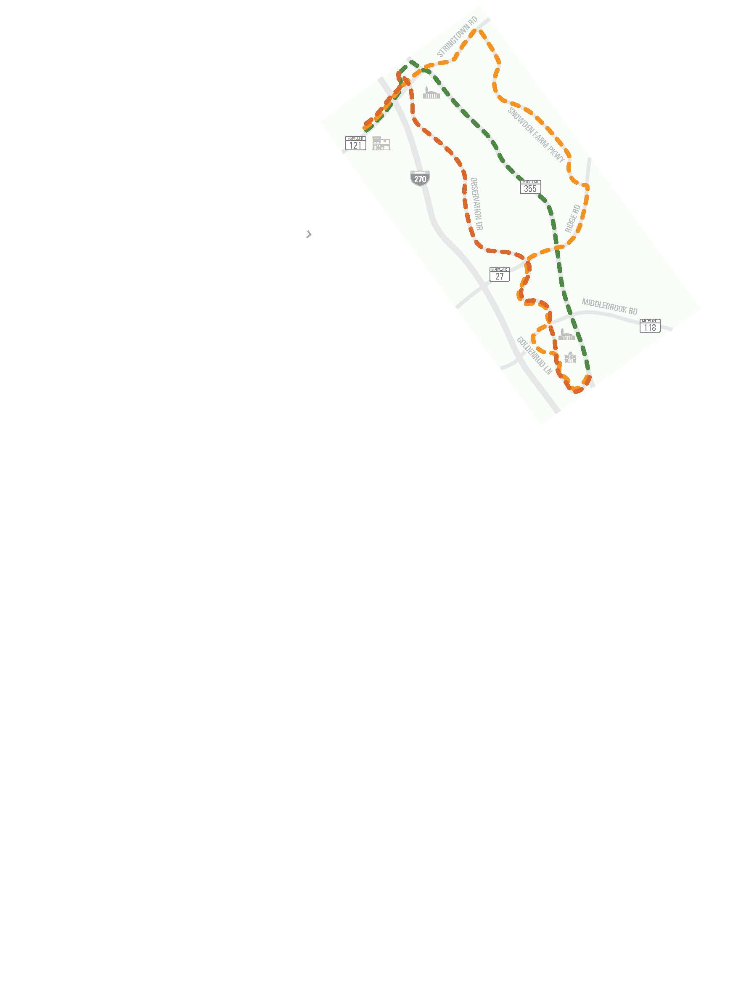 STRINGTOWN RD
SNOWDEN FARM PKWY
MARYLAND
121
270
OBSERVATION DR
MARYLAND
355
RIDGE RD
MARYLAND
27
MIDDLEBROOK RD
MARYLAND
118
GOLDENROD LN